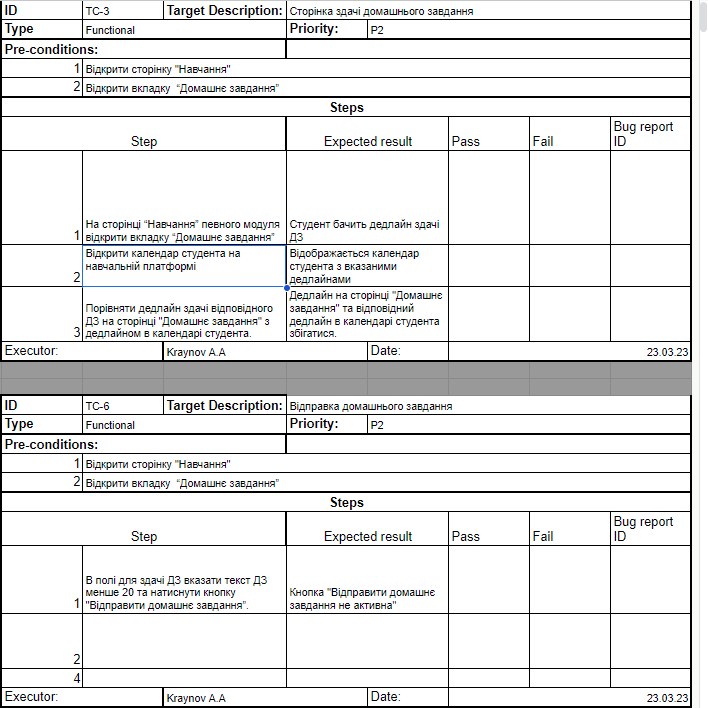 ID TC-3 Target Description: Сторінка здачі домашнього завдання
Type Functional Priority: P2
Pre-conditions:
1 Відкрити сторінку "Навчання"
2 Відкрити вкладку “Домашнє завдання”
Steps
Step Expected result Pass Fail Bug report
ID
1 На сторінці “Навчання” певного модуля
відкрити вкладку “Домашнє завдання”
Студент бачить дедлайн здачі
ДЗ
2 Відкрити календар студента на
навчальній платформі
Відображається календар
студента з вказаними
дедлайнами
3 Порівняти дедлайн здачі відповідного
ДЗ на сторінці "Домашнє завдання" з
дедлайном в календарі студента.
Дедлайн на сторінці "Домашнє
завдання" та відповідний
дедлайн в календарі студента
збігатися.
Executor: Kraynov A.A Date: 23.03.23
ID TC-6 Target Description: Відправка домашнього завдання
Type Functional Priority: P2
Pre-conditions:
1 Відкрити сторінку "Навчання"
2 Відкрити вкладку “Домашнє завдання”
Steps
Step Expected result Pass Fail Bug report
ID
1 В полі для здачі ДЗ вказати текст ДЗ
менше 20 та натиснути кнопку
"Відправити домашнє завдання”.
Кнопка "Відправити домашнє
завдання не активна"
2
4
Executor: Kraynov A.A Date: 23.03.23